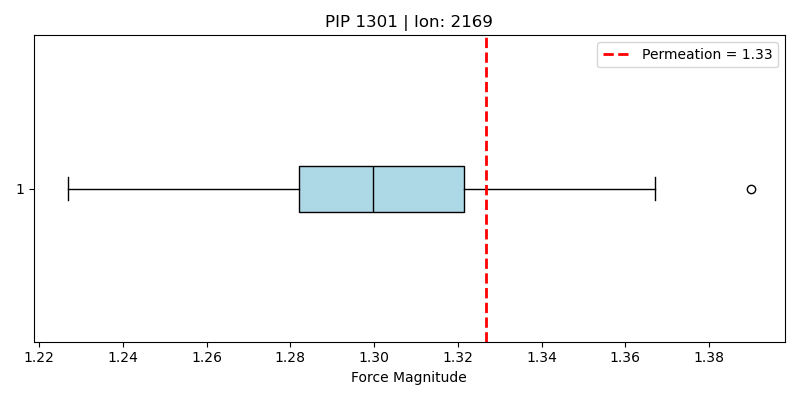 PIP 1301 | Ion: 2169
Permeation = 1.33
1
1.22 1.24 1.26 1.28 1.30 1.32 1.34 1.36 1.38
Force Magnitude